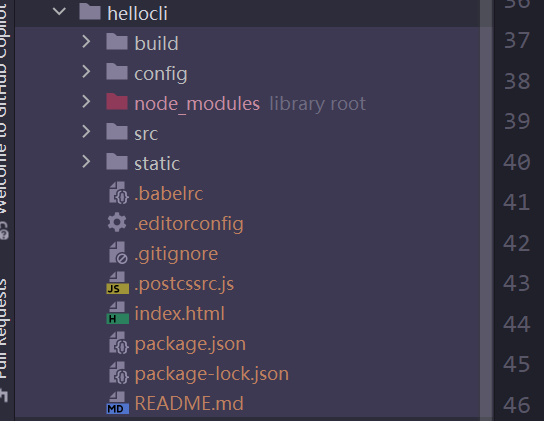 hellocli
build
config
node_modules library root
src
static
.babelrc
.editorconfig
.gitignore
.postcssrc.js
JS
index.html
H
package.json
package-lock.json
README.md
MD
Welcome to GitHub Copilot
Pull Requests
36
37
38
39
40
41
42
43
44
45
46